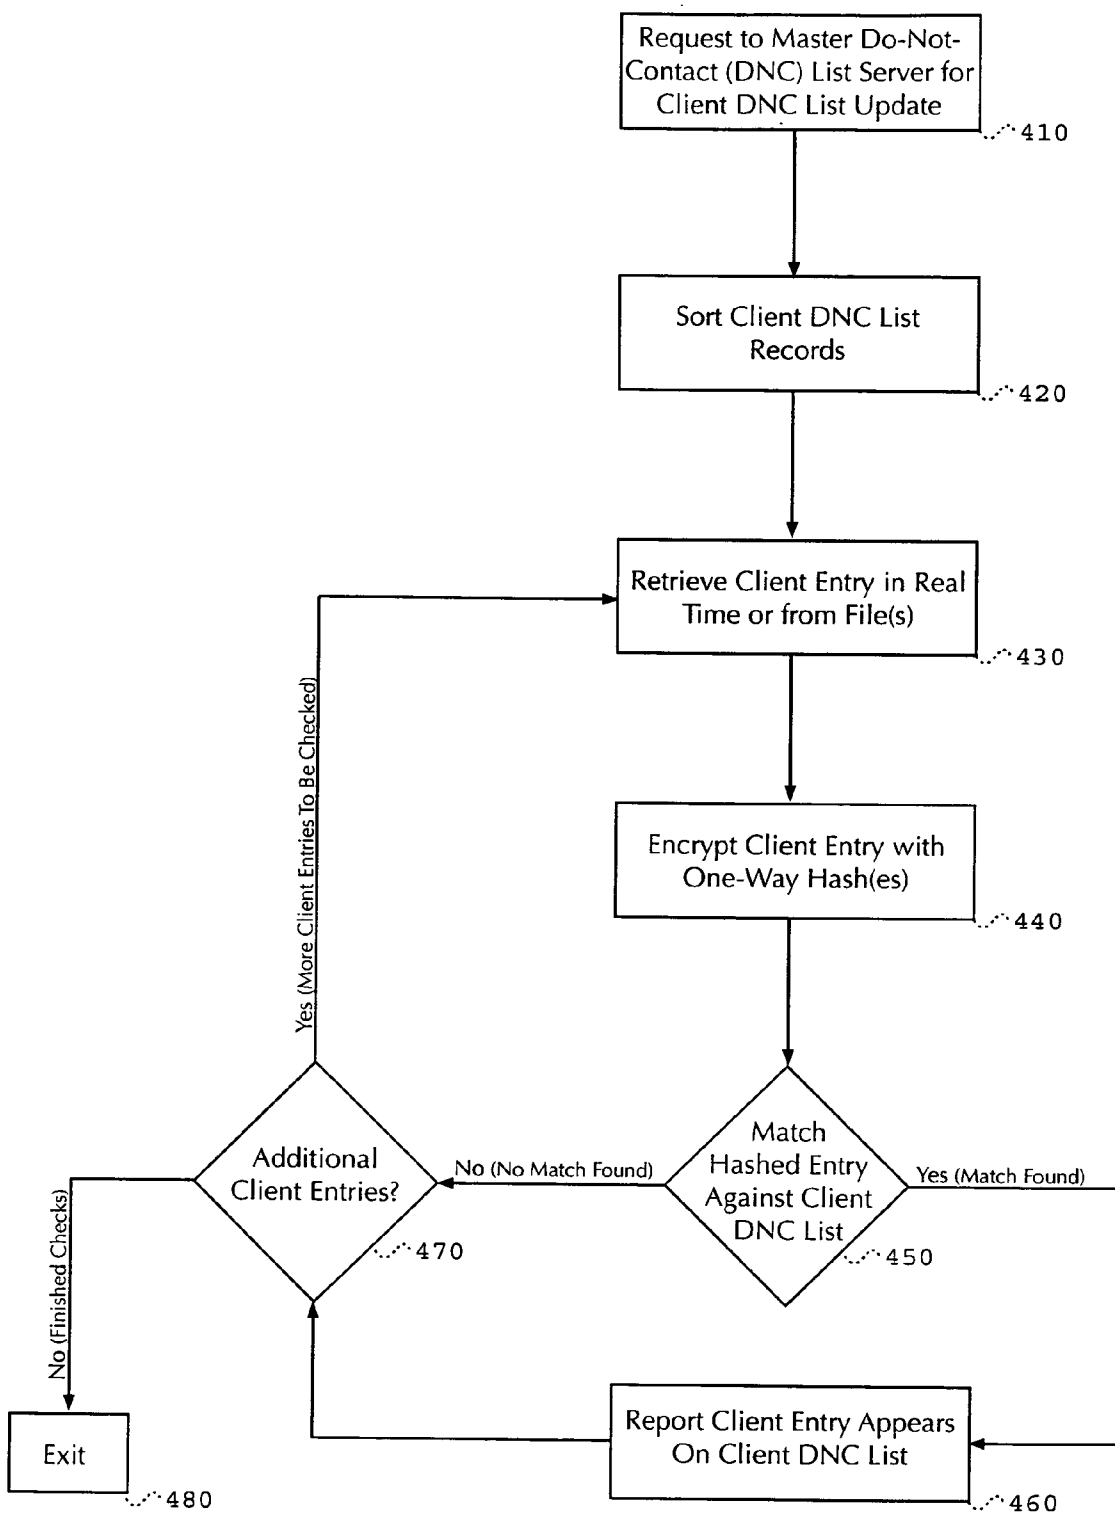 Request to Master Do-Not-
Contact (DNC) List Server for
Client DNC List Update
410
Sort Client DNC List
Records
420
Retrieve Client Entry in Real
Time or from File(s)
430
Yes (More Client Entries To Be Checked)
Encrypt Client Entry with
One-Way Hash(es)
440
Match
Hashed Entry
Against Client
DNC List
450
Yes (Match Found)
No (No Match Found)
Additional
Client Entries?
470
No (Finished Checks)
Report Client Entry Appears
On Client DNC List
460
Exit
480